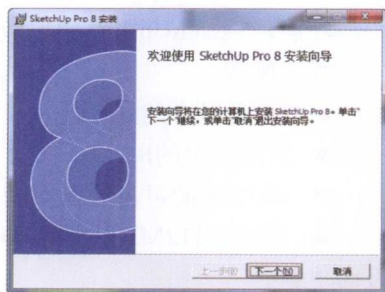 SketchUp Pro 8 安装
欢迎使用 SketchUp Pro 8 安装向导
安装向导将在您的计算机上安装 SketchUp Pro 8。单击“
下一个”继续，或单击“取消”退出安装向导。
上一步(B) 下一个(N) 取消